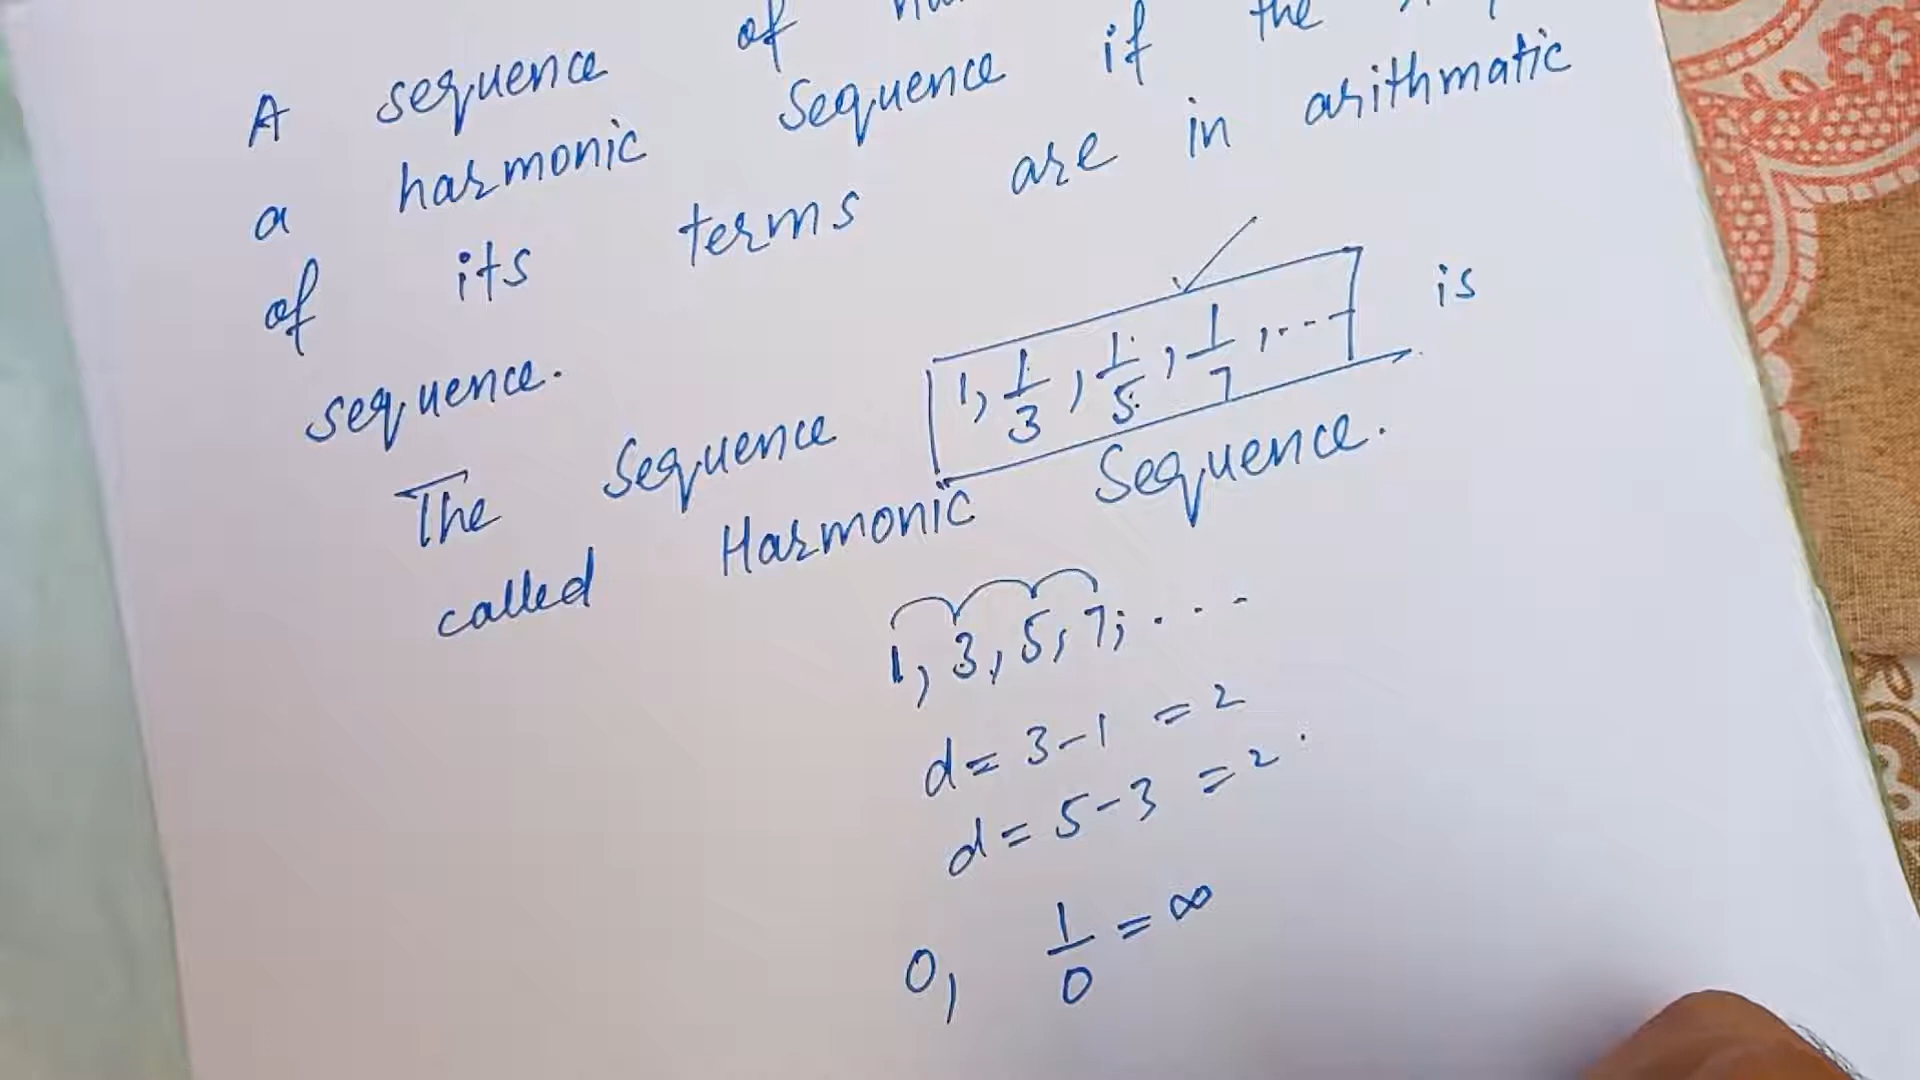 A sequence of
a harmonic Sequence if the
of its terms are in arithmatic
sequence.
The Sequence 1, 1/3, 1/5, 1/7, ... is
called Harmonic Sequence.
1, 3, 5, 7, ....
d = 3-1 = 2
d = 5-3 = 2.
0, 1/0 = ∞